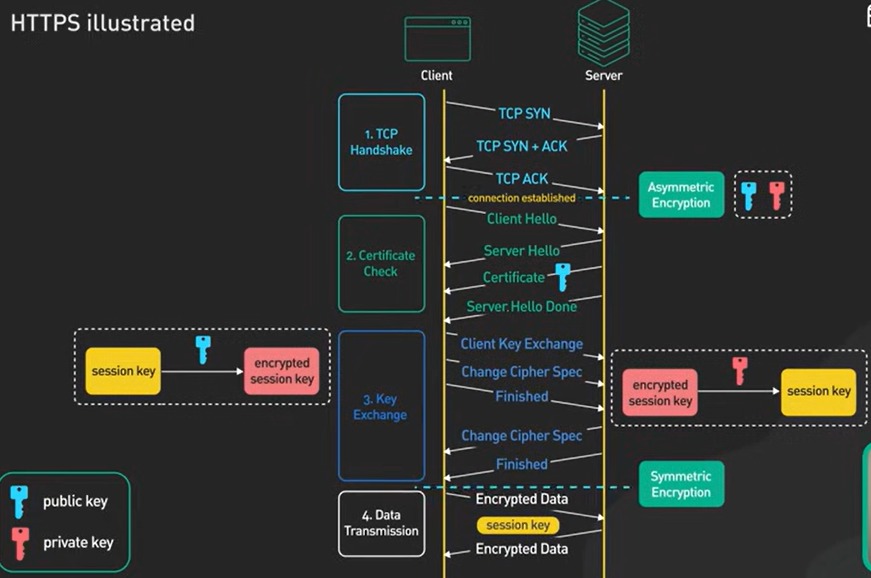 HTTPS illustrated
Client
Server
1. TCP
Handshake
TCP SYN
TCP SYN + ACK
TCP ACK
connection established
Asymmetric
Encryption
2. Certificate
Check
Client Hello
Server Hello
Certificate
Server Hello Done
3. Key
Exchange
Client Key Exchange
Change Cipher Spec
Finished
Change Cipher Spec
Finished
session key
encrypted
session key
encrypted
session key
session key
Symmetric
Encryption
4. Data
Transmission
Encrypted Data
session key
Encrypted Data
public key
private key